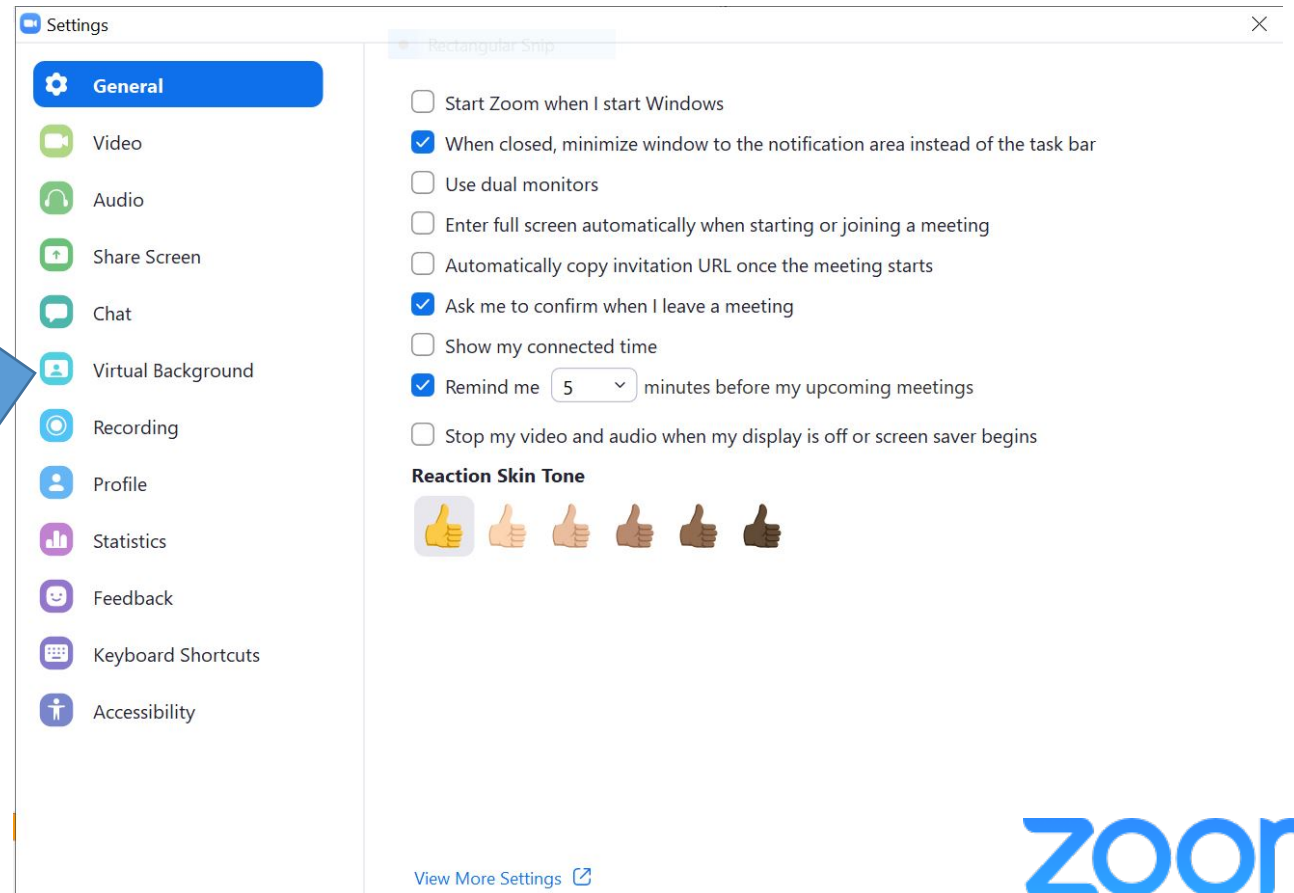 Settings
Rectangular Snip
General
Video
Audio
Share Screen
Chat
Virtual Background
Recording
Profile
Statistics
Feedback
Keyboard Shortcuts
Accessibility
Start Zoom when I start Windows
When closed, minimize window to the notification area instead of the task bar
Use dual monitors
Enter full screen automatically when starting or joining a meeting
Automatically copy invitation URL once the meeting starts
Ask me to confirm when I leave a meeting
Show my connected time
Remind me 5 minutes before my upcoming meetings
Stop my video and audio when my display is off or screen saver begins
Reaction Skin Tone
View More Settings
zoom